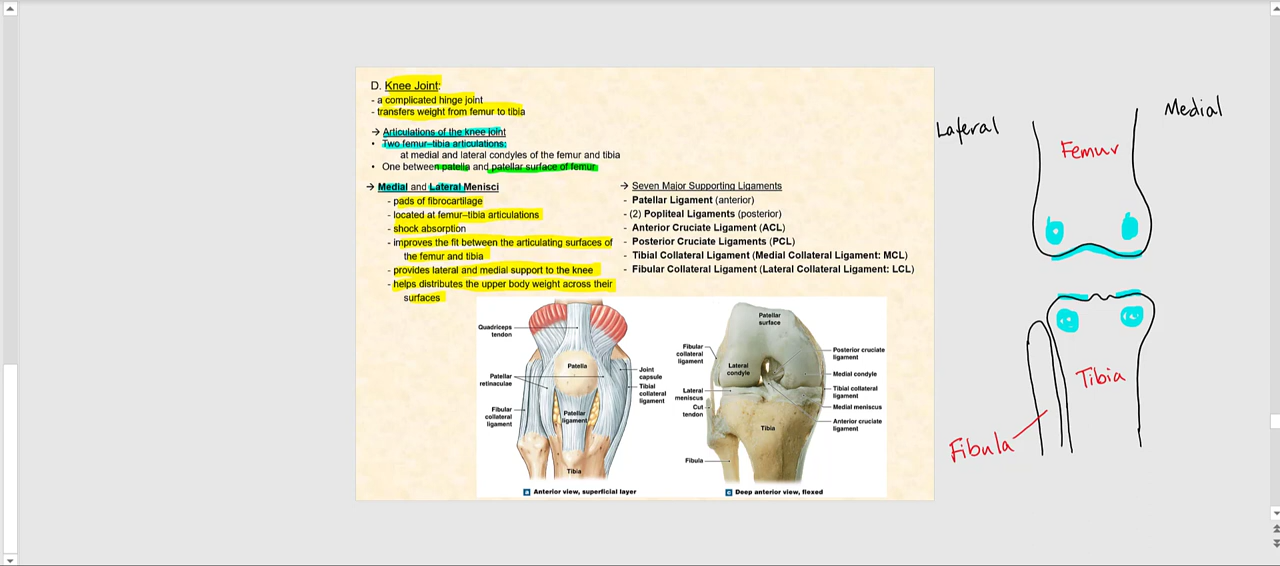 D. Knee Joint:
- a complicated hinge joint
- transfers weight from femur to tibia
→ Articulations of the knee joint
• Two femur–tibia articulations:
at medial and lateral condyles of the femur and tibia
• One between patella and patellar surface of femur
→ Medial and Lateral Menisci
- pads of fibrocartilage
- located at femur–tibia articulations
- shock absorption
- improves the fit between the articulating surfaces of
the femur and tibia
- provides lateral and medial support to the knee
- helps distributes the upper body weight across their
surfaces
→ Seven Major Supporting Ligaments
- Patellar Ligament (anterior)
- (2) Popliteal Ligaments (posterior)
- Anterior Cruciate Ligament (ACL)
- Posterior Cruciate Ligaments (PCL)
- Tibial Collateral Ligament (Medial Collateral Ligament: MCL)
- Fibular Collateral Ligament (Lateral Collateral Ligament: LCL)
Quadriceps
tendon
Patella
Patellar
retinaculae
Joint
capsule
Tibial
collateral
ligament
Fibular
collateral
ligament
Patellar
ligament
Tibia
a Anterior view, superficial layer
Patellar
surface
Fibular
collateral
ligament
Lateral
condyle
Posterior cruciate
ligament
Medial condyle
Lateral
meniscus
Tibial collateral
ligament
Cut
tendon
Medial meniscus
Anterior cruciate
ligament
Tibia
Fibula
c Deep anterior view, flexed
Lateral
Medial
Femur
Tibia
Fibula